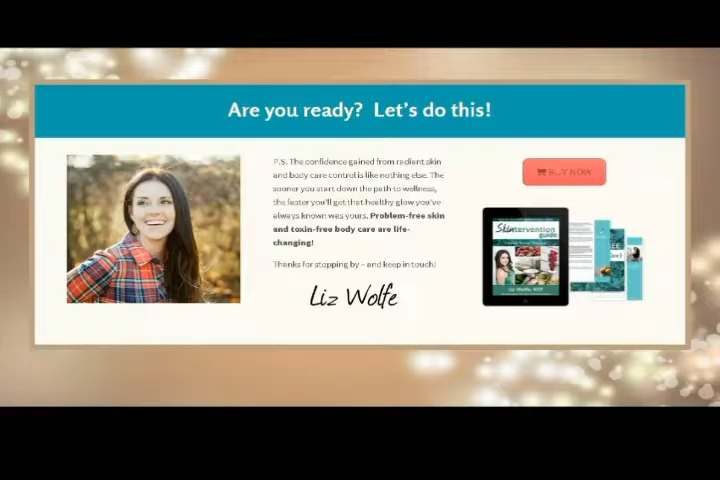 Are you ready? Let's do this!
P.S. The confidence gained from radiant skin
and body care control is like nothing else. The
sooner you start down the path to wellness,
the faster you'll get that healthy glow you've
always known was yours. Problem-free skin
and toxin-free body care are life-
changing!
Thanks for stopping by – and keep in touch!
Liz Wolfe
BUY NOW
Skintervention
guide
Liz Wolfe, NTP